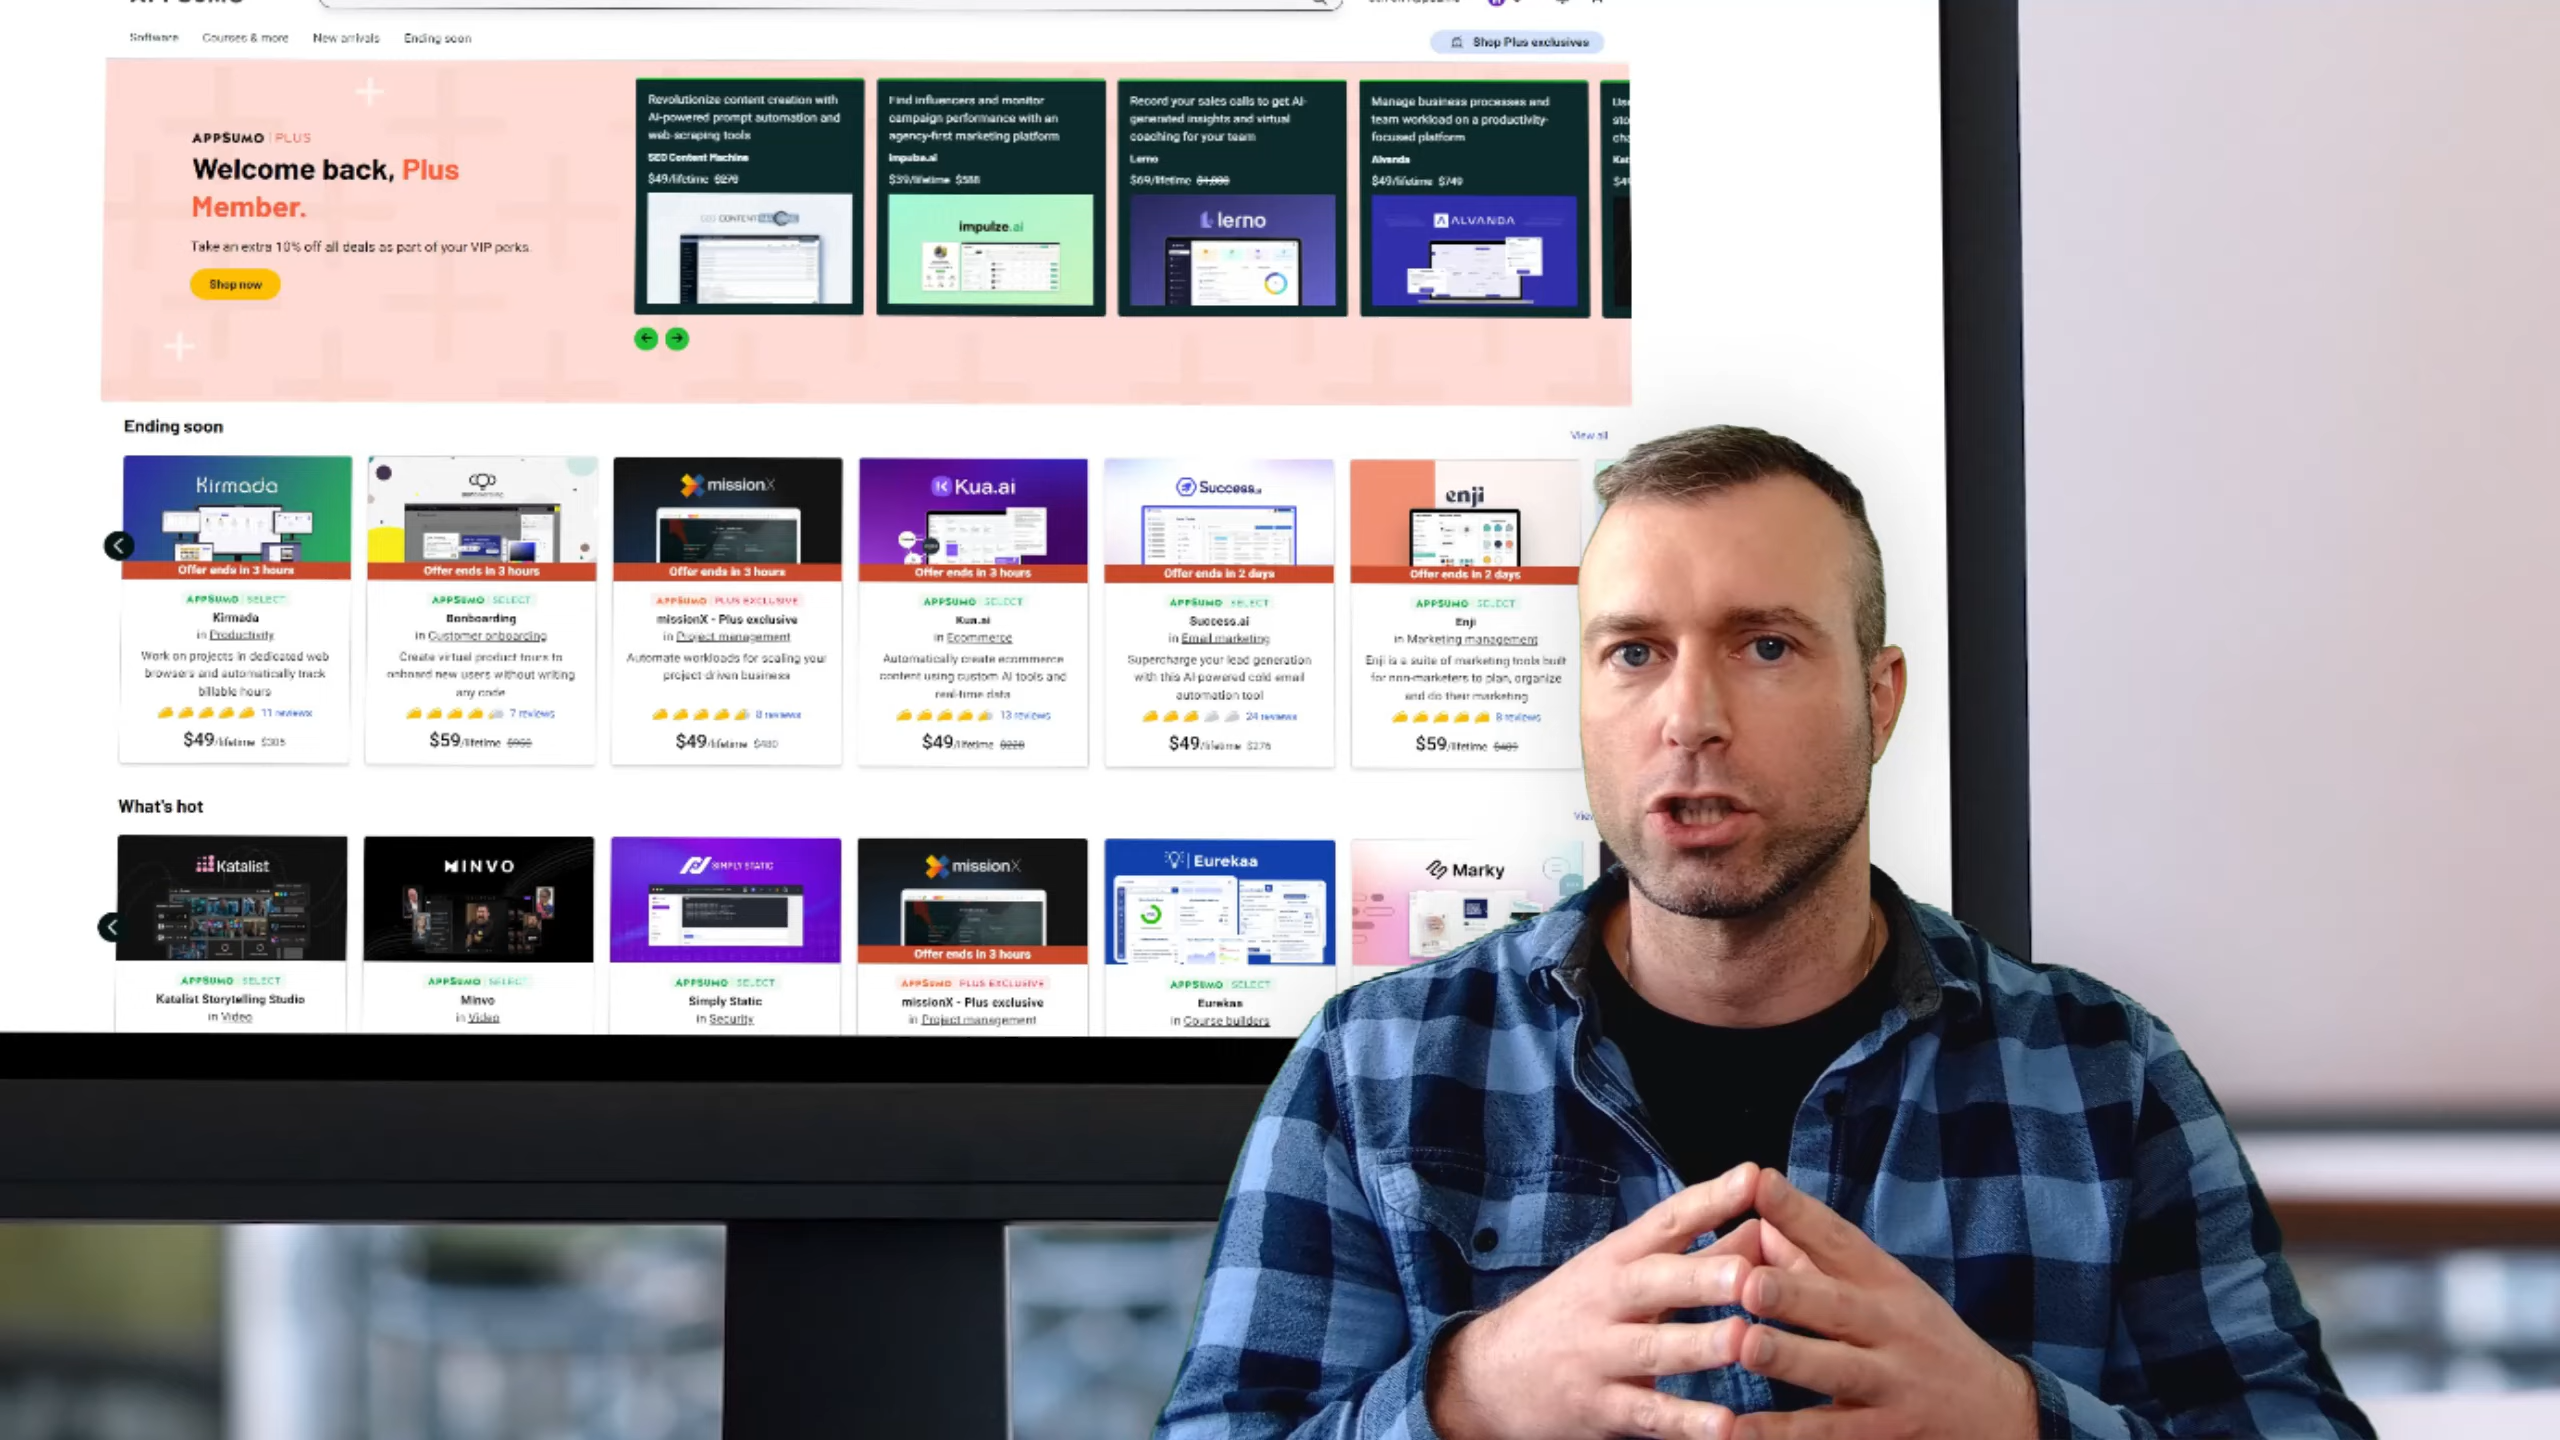 Software Courses & more New arrivals Ending soon
Shop Plus exclusives
APPSUMO | PLUS
Welcome back, Plus
Member.
Take an extra 10% off all deals as part of your VIP perks.
Shop now
Revolutionize content creation with
AI-powered prompt automation and
web-scraping tools
SEO Content Machine
$49/lifetime $270
Find influencers and monitor
campaign performance with an
agency-first marketing platform
Impulze.ai
$39/lifetime $588
impulze.ai
Record your sales calls to get AI-
generated insights and virtual
coaching for your team
Lerno
$69/lifetime
lerno
Manage business processes and
team workload on a productivity-
focused platform
Alvanda
$49/lifetime $749
ALVANDA
Ending soon
View all
Kirmada
Offer ends in 3 hours
APPSUMO | SELECT
Kirmada
in Productivity
Work on projects in dedicated web
browsers and automatically track
billable hours
11 reviews
$49/lifetime
Offer ends in 3 hours
APPSUMO | SELECT
Bonboarding
in Customer onboarding
Create virtual product tours to
onboard new users without writing
any code
7 reviews
$59/lifetime
missionX
Offer ends in 3 hours
APPSUMO | PLUS EXCLUSIVE
missionX - Plus exclusive
in Project management
Automate workloads for scaling your
project-driven business
8 reviews
$49/lifetime $480
Kua.ai
Offer ends in 3 hours
APPSUMO | SELECT
Kua.ai
in Ecommerce
Automatically create ecommerce
content using custom AI tools and
real-time data
13 reviews
$49/lifetime $228
Success.ai
Offer ends in 2 days
APPSUMO | SELECT
Success.ai
in Email marketing
Supercharge your lead generation
with this AI powered cold email
automation tool
24 reviews
$49/lifetime $276
enji
Offer ends in 2 days
APPSUMO | SELECT
Enji
in Marketing management
Enji is a suite of marketing tools built
for non-marketers to plan, organize
and do their marketing
8 reviews
$59/lifetime
What's hot
Katalist
APPSUMO | SELECT
Katalist Storytelling Studio
in Video
MINVO
APPSUMO | SELECT
Minvo
in Video
SIMPLY STATIC
APPSUMO | SELECT
Simply Static
in Security
missionX
Offer ends in 3 hours
APPSUMO | PLUS EXCLUSIVE
missionX - Plus exclusive
in Project management
Eurekaa
APPSUMO | SELECT
Eurekaa
in Course builders
Marky